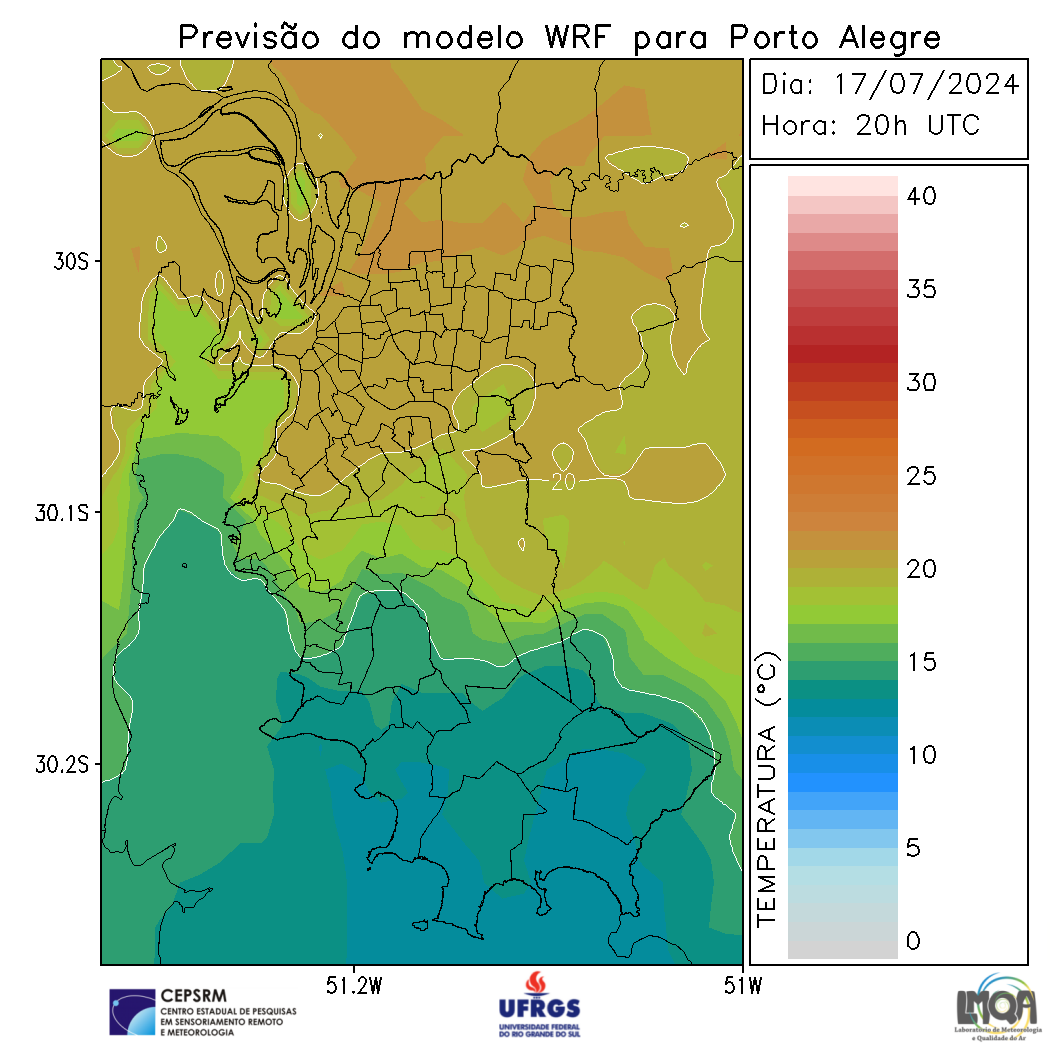 Previsão do modelo WRF para Porto Alegre
Dia: 17/07/2024
Hora: 20h UTC
40
35
30
25
20
15
10
5
0
TEMPERATURA (°C)
30S
30.1S
30.2S
20
51.2W
51W
CEPSRM
CENTRO ESTADUAL DE PESQUISAS
EM SENSORIAMENTO REMOTO
E METEOROLOGIA
UFRGS
UNIVERSIDADE FEDERAL
DO RIO GRANDE DO SUL
LMQA
Laboratório de Meteorologia
e Qualidade do Ar